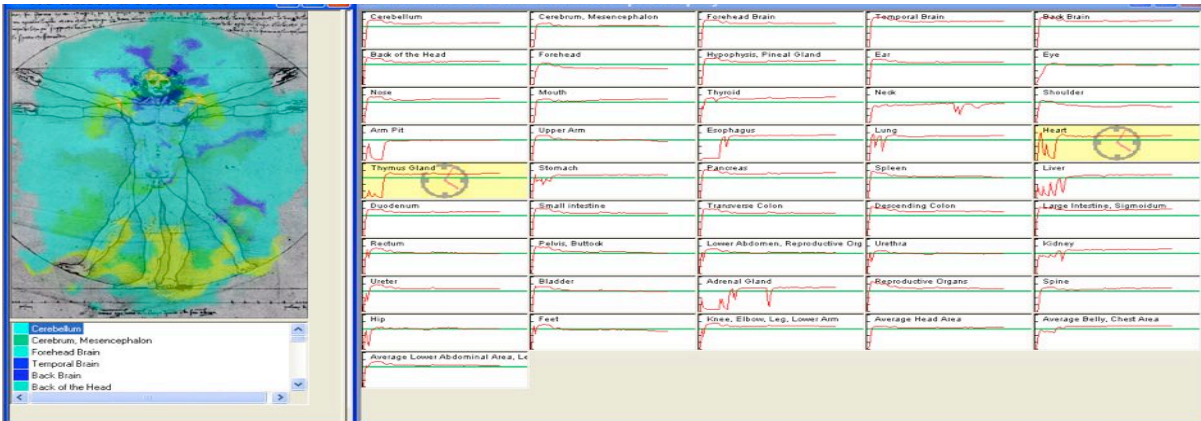 Cerebellum
Cerebrum, Mesencephalon
Forehead Brain
Temporal Brain
Back Brain
Back of the Head
Forehead
Hypophysis, Pineal Gland
Ear
Eye
Nose
Mouth
Thyroid
Neck
Shoulder
Arm Pit
Upper Arm
Esophagus
Lung
Heart
Thymus Gland
Stomach
Pancreas
Spleen
Liver
Duodenum
Small intestine
Transverse Colon
Descending Colon
Large Intestine, Sigmoidum
Rectum
Pelvis, Buttock
Lower Abdomen, Reproductive Org
Urethra
Kidney
Ureter
Bladder
Adrenal Gland
Reproductive Organs
Spine
Hip
Feet
Knee, Elbow, Leg, Lower Arm
Average Head Area
Average Belly, Chest Area
Average Lower Abdominal Area, Le
Cerebellum
Cerebrum, Mesencephalon
Forehead Brain
Temporal Brain
Back Brain
Back of the Head